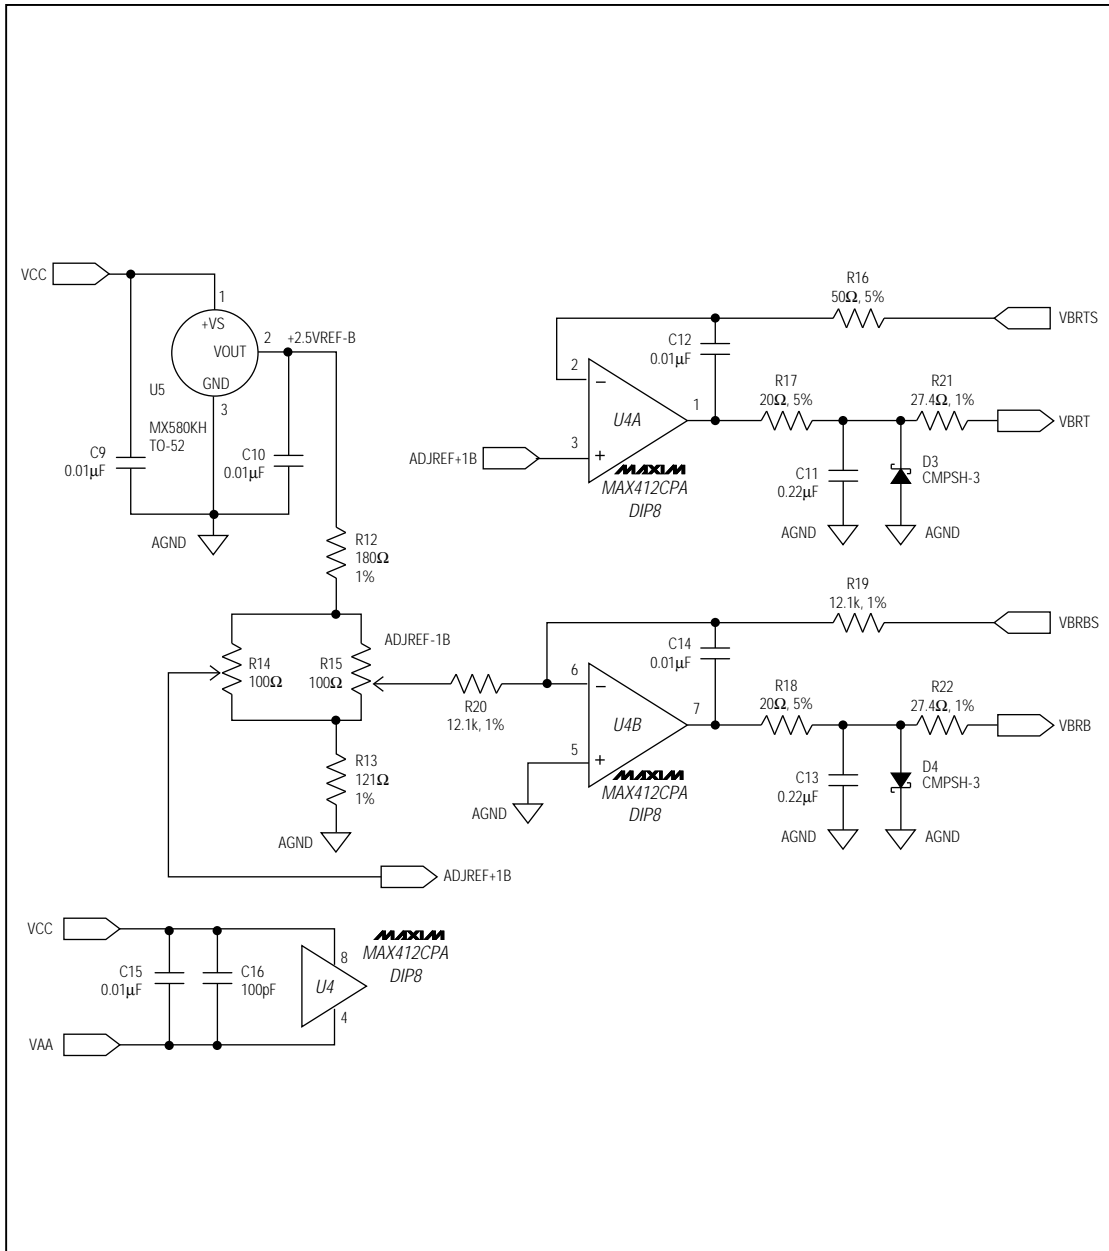 VCC
1
+VS
2
+2.5VREF-B
VOUT
GND
U5
3
MX580KH
TO-52
C9
0.01μF
C10
0.01μF
AGND
R12
180Ω
1%
ADJREF-1B
R14
100Ω
R15
100Ω
R20
12.1k, 1%
R13
121Ω
1%
AGND
ADJREF+1B
R16
50Ω, 5%
VBRTS
C12
0.01μF
2
−
U4A
1
3
+
ADJREF+1B
MAXIM
MAX412CPA
DIP8
R17
20Ω, 5%
R21
27.4Ω, 1%
VBRT
C11
0.22μF
D3
CMPSH-3
AGND
AGND
R19
12.1k, 1%
VBRBS
C14
0.01μF
6
−
U4B
7
5
+
AGND
MAXIM
MAX412CPA
DIP8
R18
20Ω, 5%
R22
27.4Ω, 1%
VBRB
C13
0.22μF
D4
CMPSH-3
AGND
AGND
VCC
C15
0.01μF
C16
100pF
8
U4
4
MAXIM
MAX412CPA
DIP8
VAA